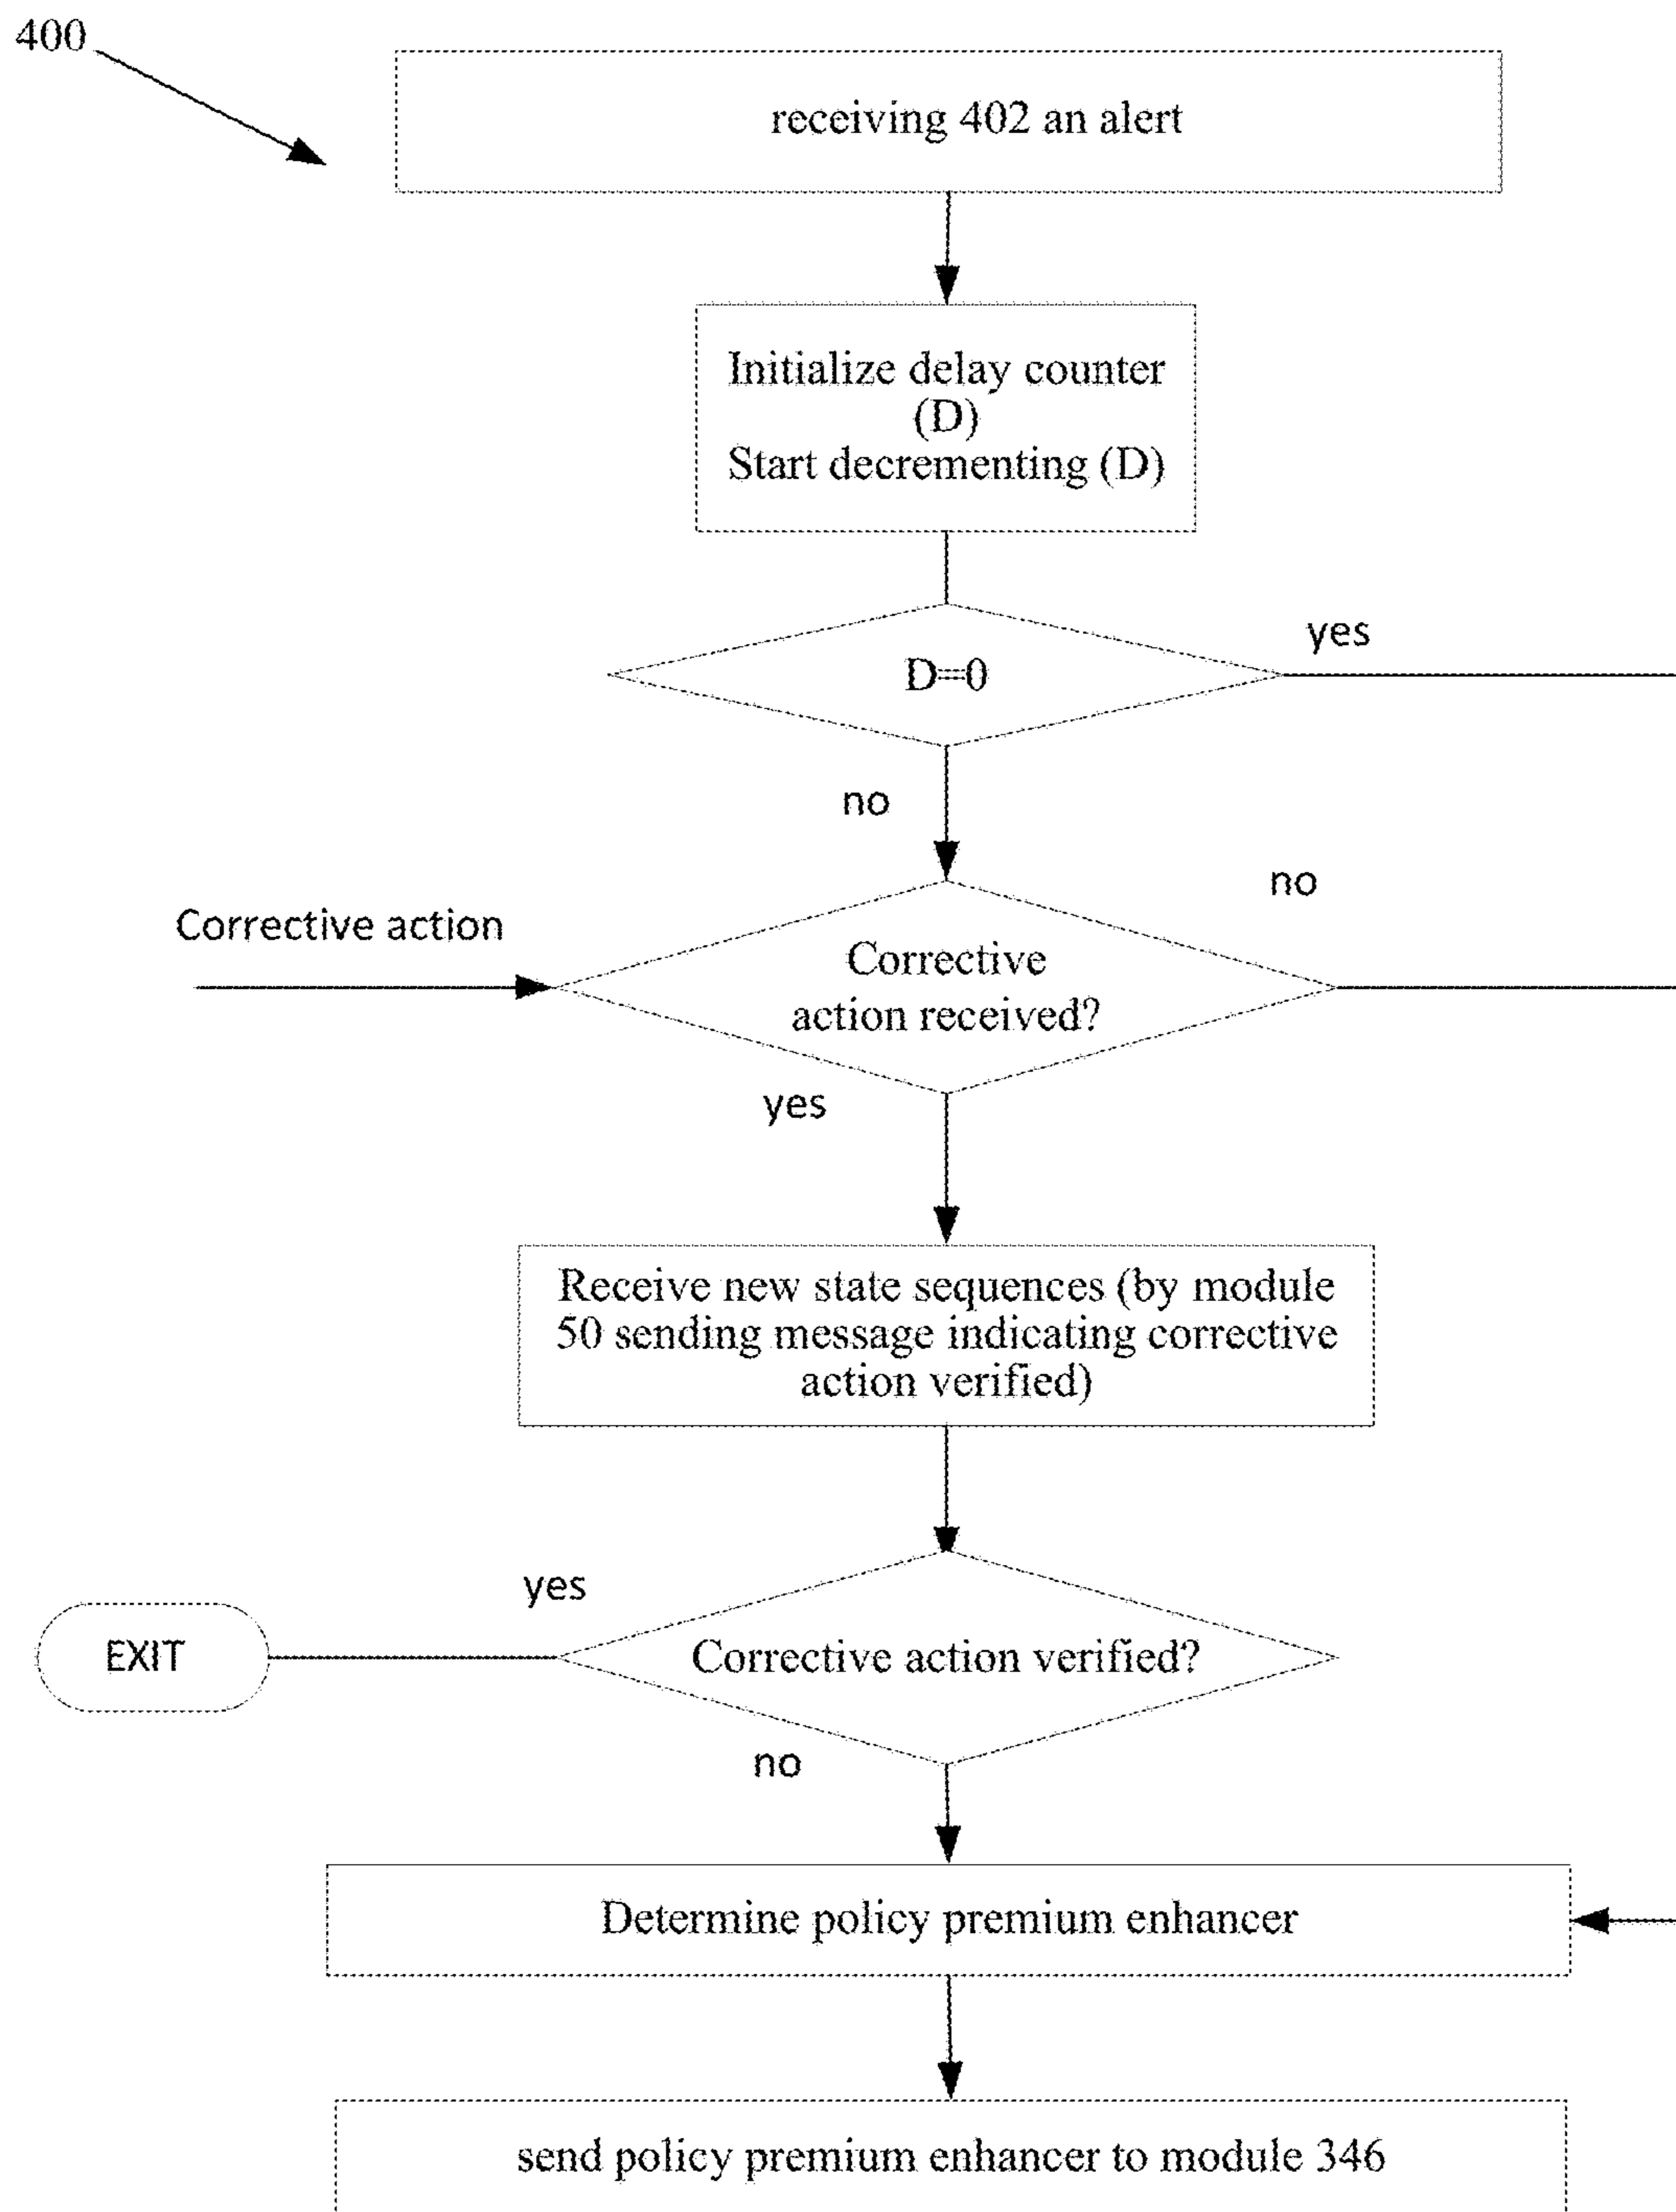 400
receiving 402 an alert
Initialize delay counter
(D)
Start decrementing (D)
yes
D=0
no
no
Corrective action
Corrective
action received?
yes
Receive new state sequences (by module
50 sending message indicating corrective
action verified)
yes
EXIT
Corrective action verified?
no
Determine policy premium enhancer
send policy premium enhancer to module 346